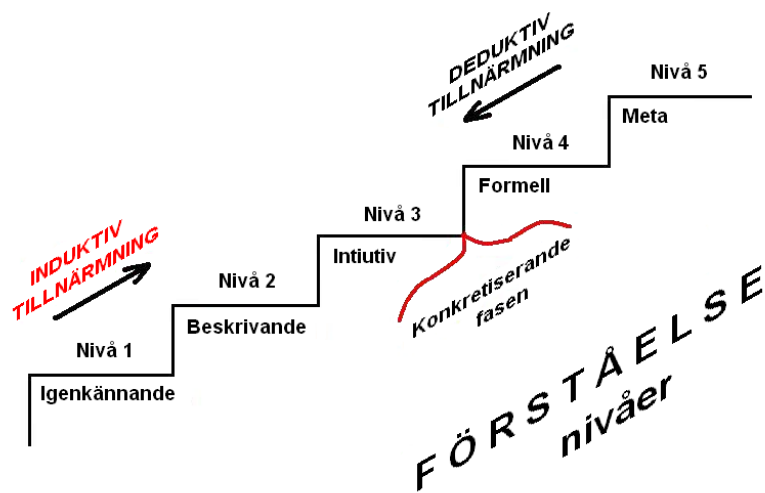 DEDUKTIV
TILLNÄRMNING
Nivå 5
Meta
Nivå 4
Formell
Nivå 3
Intiutiv
INDUKTIV
TILLNÄRMNING
Nivå 2
Beskrivande
Konkretiserande
fasen
Nivå 1
Igenkännande
FÖRSTÅELSE
nivåer